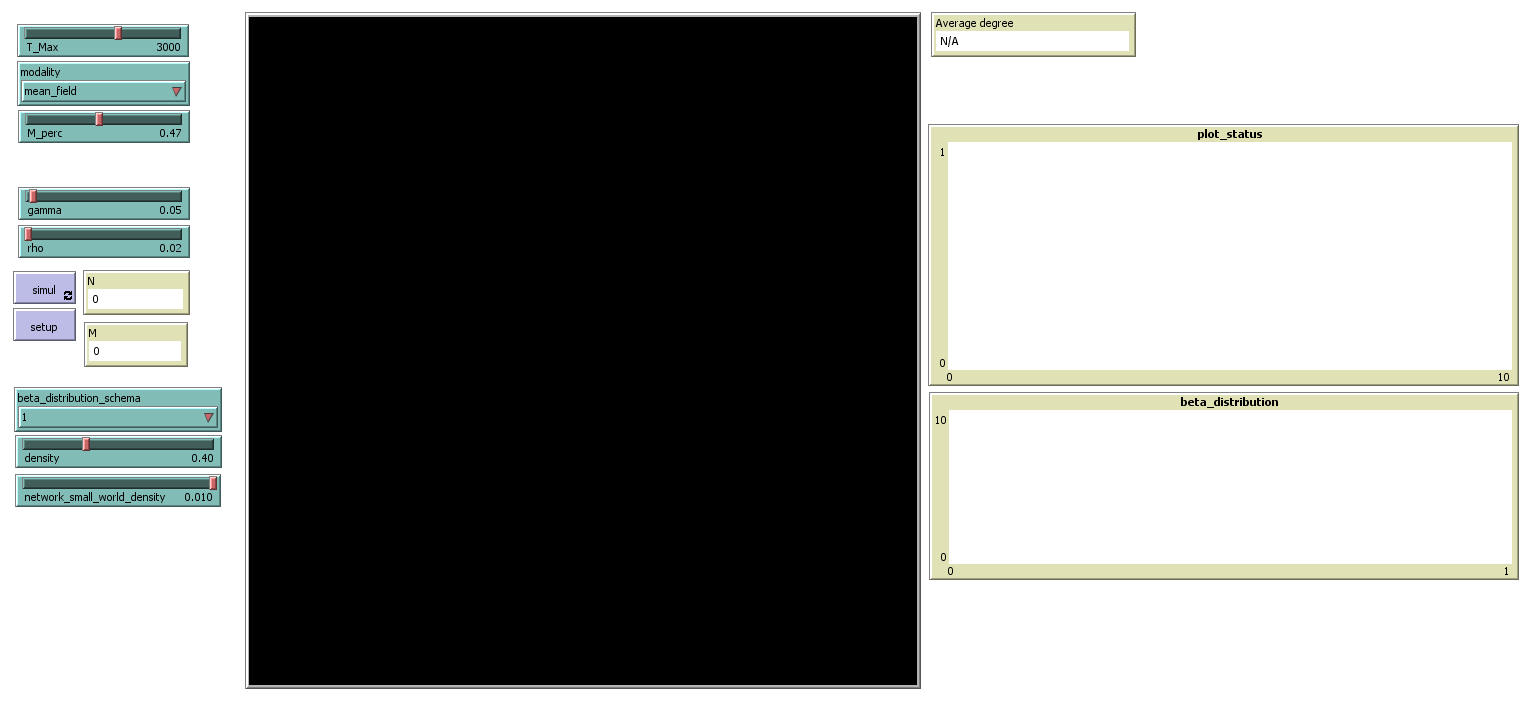 T_Max 3000
modality
mean_field
M_perc 0.47
gamma 0.05
rho 0.02
simul
N
0
setup
M
0
beta_distribution_schema
1
density 0.40
network_small_world_density 0.010
Average degree
N/A
plot_status
1
0
0 10
beta_distribution
10
0
0 1